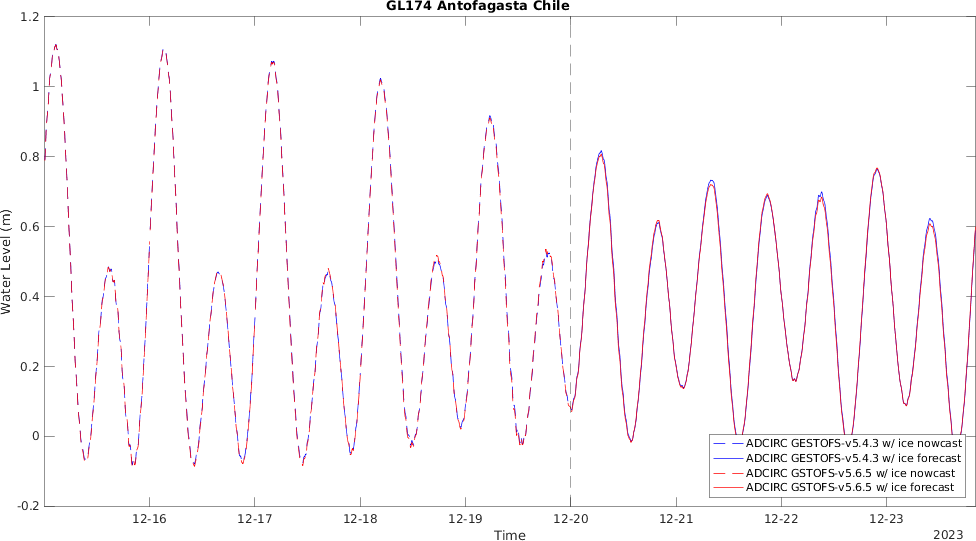 GL174 Antofagasta Chile
1.2
1
0.8
0.6
0.4
0.2
0
-0.2
Water Level (m)
12-16
12-17
12-18
12-19
12-20
12-21
12-22
12-23
Time
2023
ADCIRC GESTOFS-v5.4.3 w/ ice nowcast
ADCIRC GESTOFS-v5.4.3 w/ ice forecast
ADCIRC GSTOFS-v5.6.5 w/ ice nowcast
ADCIRC GSTOFS-v5.6.5 w/ ice forecast